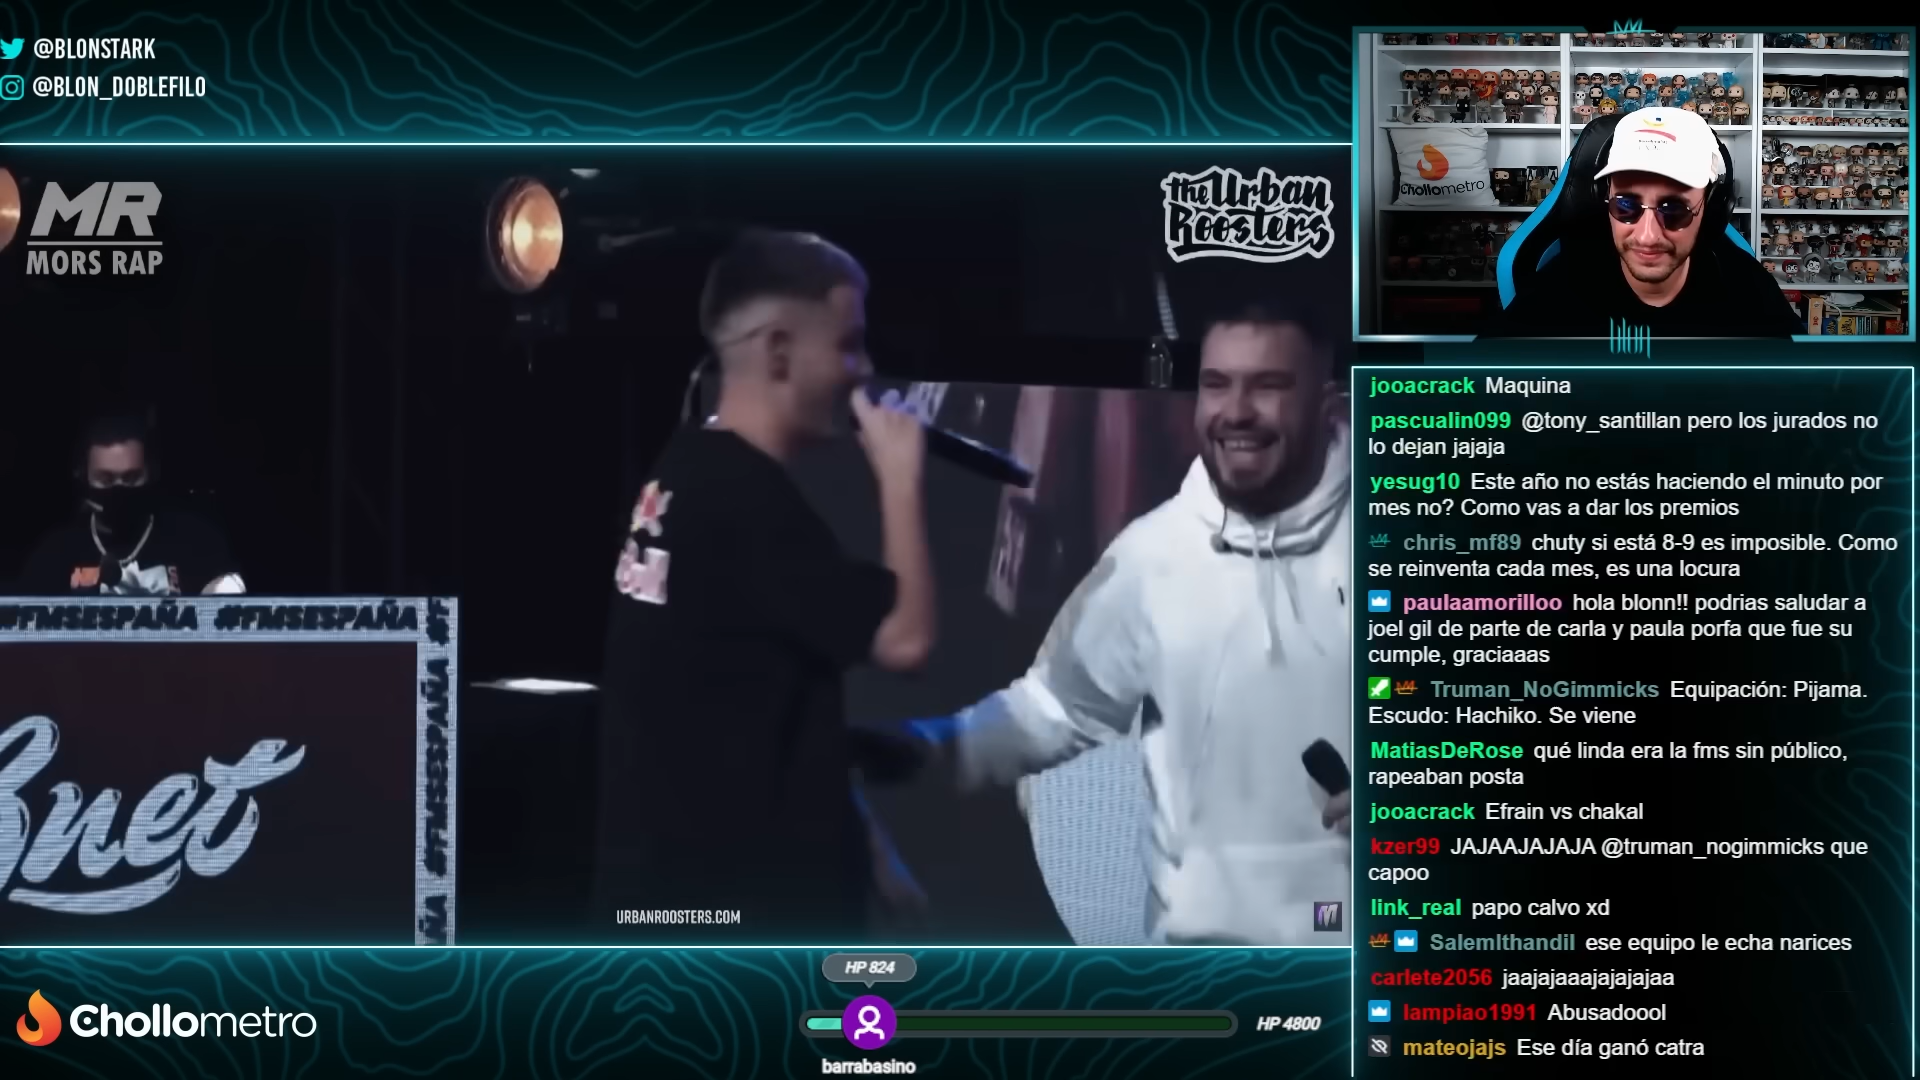 @BLONSTARK
@BLON_DOBLEFILO
MR
MORS RAP
the Urban
Roosters
Chollometro
#FMSESPAÑA #FMSESPAÑA
#FMSESPAÑA
Bnet
URBANROOSTERS.COM
M
blon
jooacrack Maquina
pascualin099 @tony_santillan pero los jurados no
lo dejan jajaja
yesug10 Este año no estás haciendo el minuto por
mes no? Como vas a dar los premios
chris_mf89 chuty si está 8-9 es imposible. Como
se reinventa cada mes, es una locura
paulaamorilloo hola blonn!! podrias saludar a
joel gil de parte de carla y paula porfa que fue su
cumple, graciaaas
Truman_NoGimmicks Equipación: Pijama.
Escudo: Hachiko. Se viene
MatiasDeRose qué linda era la fms sin público,
rapeaban posta
jooacrack Efrain vs chakal
kzer99 JAJAAJAJAJA @truman_nogimmicks que
capoo
link_real papo calvo xd
SalemIthandil ese equipo le echa narices
carlete2056 jaajajaaajajajajaa
lampiao1991 Abusadoool
mateojajs Ese día ganó catra
Chollometro
HP 824
HP 4800
barrabasino